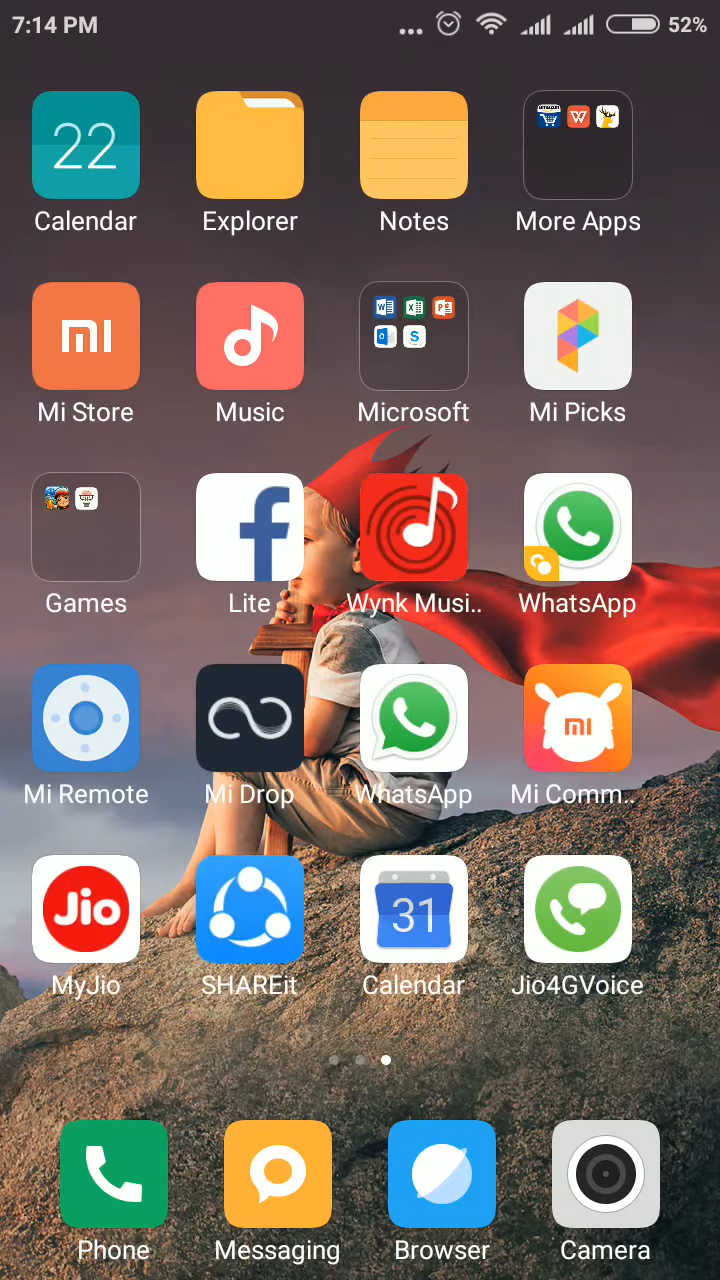 7:14 PM ... 52%
22
Calendar Explorer Notes More Apps
Mi Store Music Microsoft Mi Picks
Games Lite Wynk Musi.. WhatsApp
mi
Mi Remote Mi Drop WhatsApp Mi Comm..
Jio 31
MyJio SHAREit Calendar Jio4GVoice
Phone Messaging Browser Camera